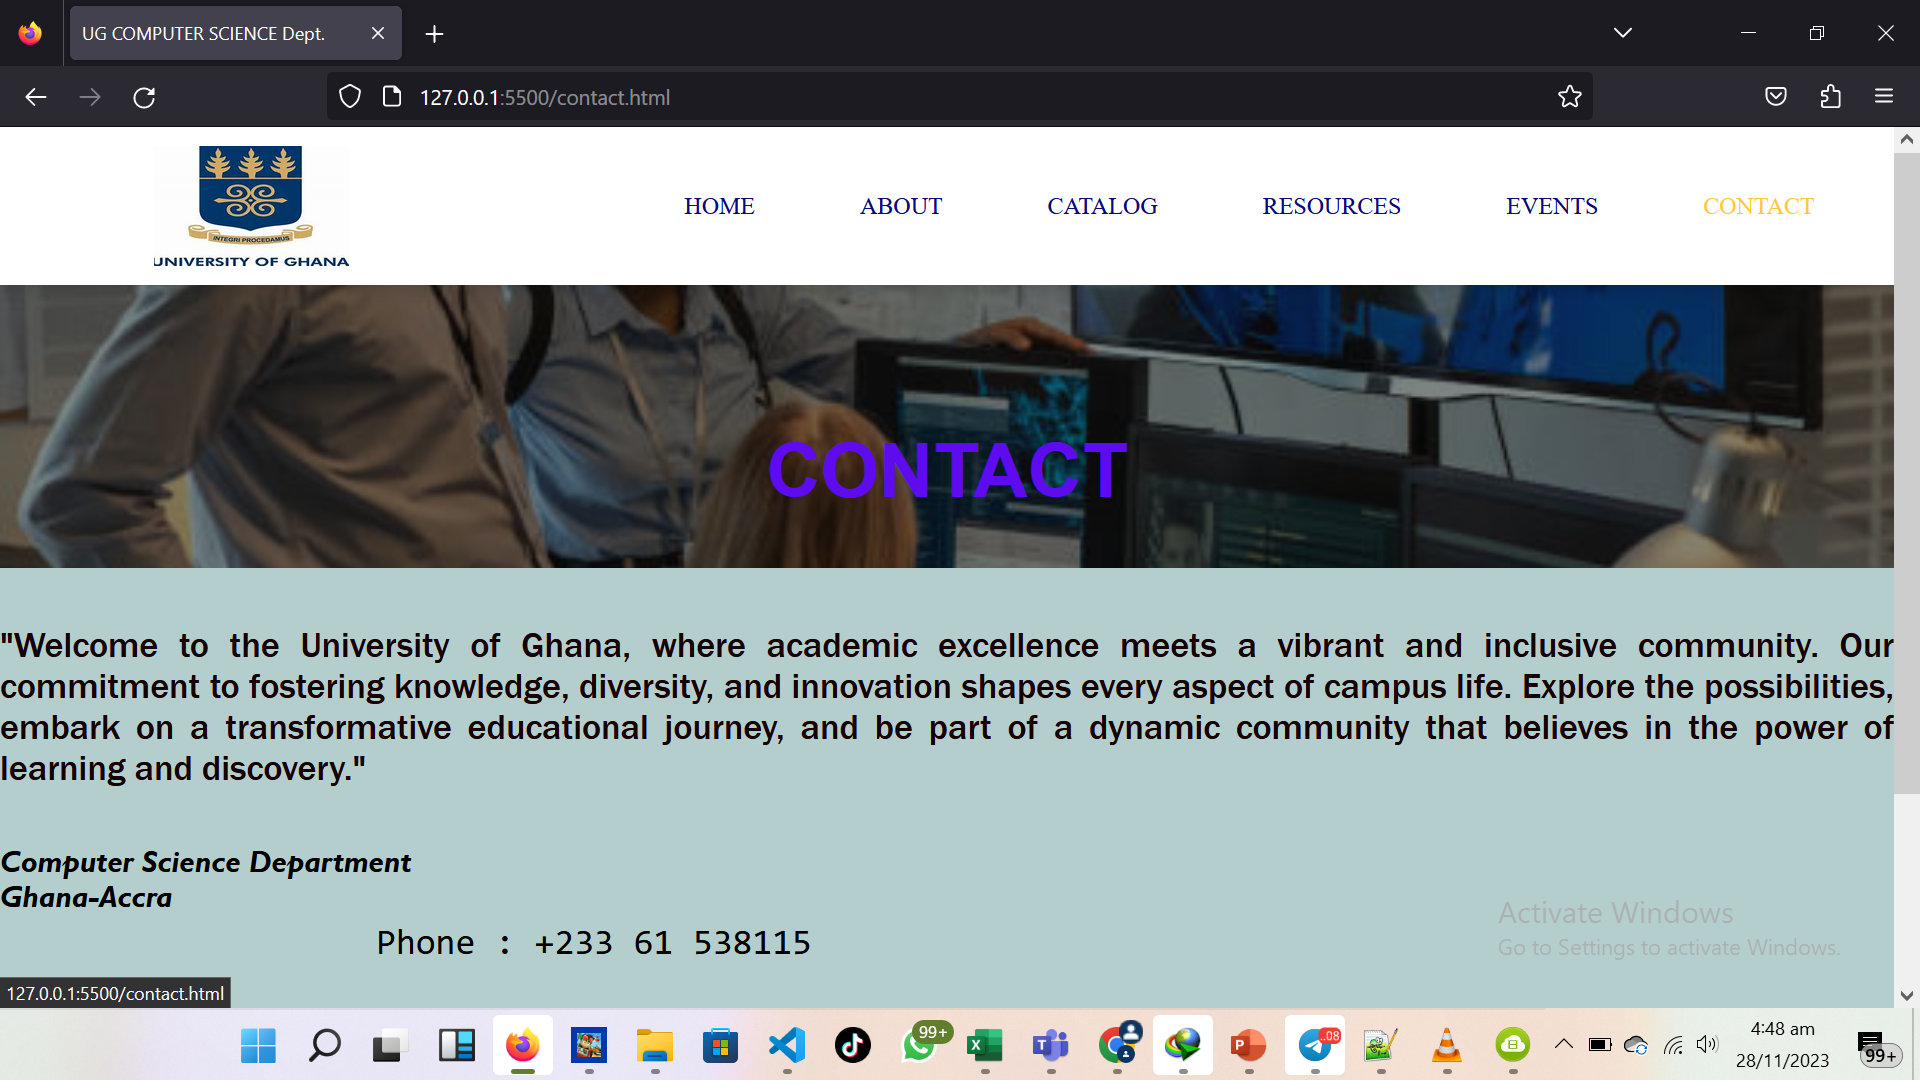 UG COMPUTER SCIENCE Dept.
127.0.0.1:5500/contact.html
INTEGRI PROCEDAMUS
UNIVERSITY OF GHANA
HOME ABOUT CATALOG RESOURCES EVENTS CONTACT
CONTACT
"Welcome to the University of Ghana, where academic excellence meets a vibrant and inclusive community. Our
commitment to fostering knowledge, diversity, and innovation shapes every aspect of campus life. Explore the possibilities,
embark on a transformative educational journey, and be part of a dynamic community that believes in the power of
learning and discovery."
Computer Science Department
Ghana-Accra
Phone : +233 61 538115
Activate Windows
Go to Settings to activate Windows.
127.0.0.1:5500/contact.html
99+
..08
4:48 am
28/11/2023
99+